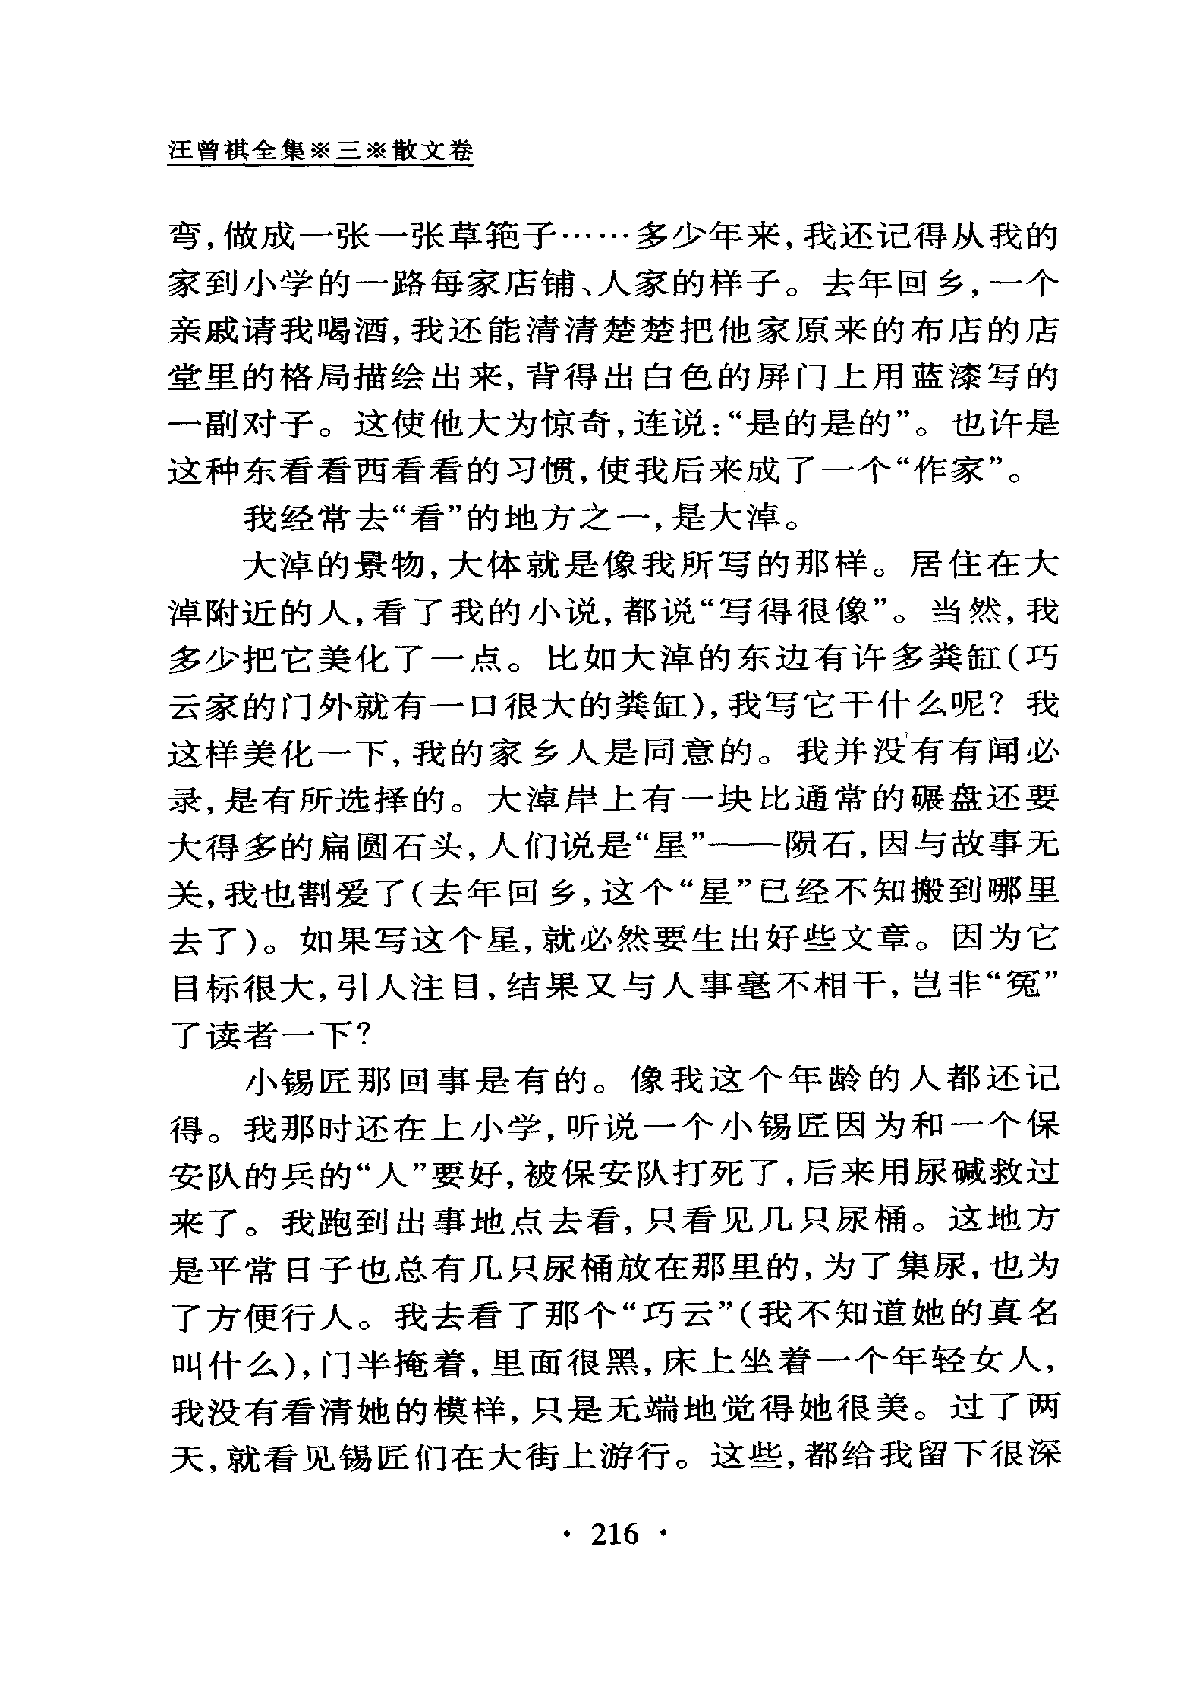 汪曾祺全集※三※散文卷
弯,做成一张一张草筢子……多少年来,我还记得从我的
家到小学的一路每家店铺、人家的样子。去年回乡,一个
亲戚请我喝酒,我还能清清楚楚把他家原来的布店的店
堂里的格局描绘出来,背得出白色的屏门上用蓝漆写的
一副对子。这使他大为惊奇,连说:“是的是的”。也许是
这种东看看西看看的习惯,使我后来成了一个“作家”。
我经常去“看”的地方之一,是大淖。
大淖的景物,大体就是像我所写的那样。居住在大
淖附近的人,看了我的小说,都说“写得很像”。当然,我
多少把它美化了一点。比如大淖的东边有许多粪缸(巧
云家的门外就有一口很大的粪缸),我写它干什么呢?我
这样美化一下,我的家乡人是同意的。我并没有有闻必
录,是有所选择的。大淖岸上有一块比通常的碾盘还要
大得多的扁圆石头,人们说是“星”——陨石,因与故事无
关,我也割爱了(去年回乡,这个“星”已经不知搬到哪里
去了)。如果写这个星,就必然要生出好些文章。因为它
目标很大,引人注目,结果又与人事毫不相干,岂非“冤”
了读者一下?
小锡匠那回事是有的。像我这个年龄的人都还记
得。我那时还在上小学,听说一个小锡匠因为和一个保
安队的兵的“人”要好,被保安队打死了,后来用尿碱救过
来了。我跑到出事地点去看,只看见几只尿桶。这地方
是平常日子也总有几只尿桶放在那里的,为了集尿,也为
了方便行人。我去看了那个“巧云”(我不知道她的真名
叫什么),门半掩着,里面很黑,床上坐着一个年轻女人,
我没有看清她的模样,只是无端地觉得她很美。过了两
天,就看见锡匠们在大街上游行。这些,都给我留下很深
· 216 ·